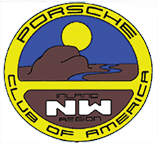 PORSCHE
INLAND
NW
REGION
CLUB OF AMERICA